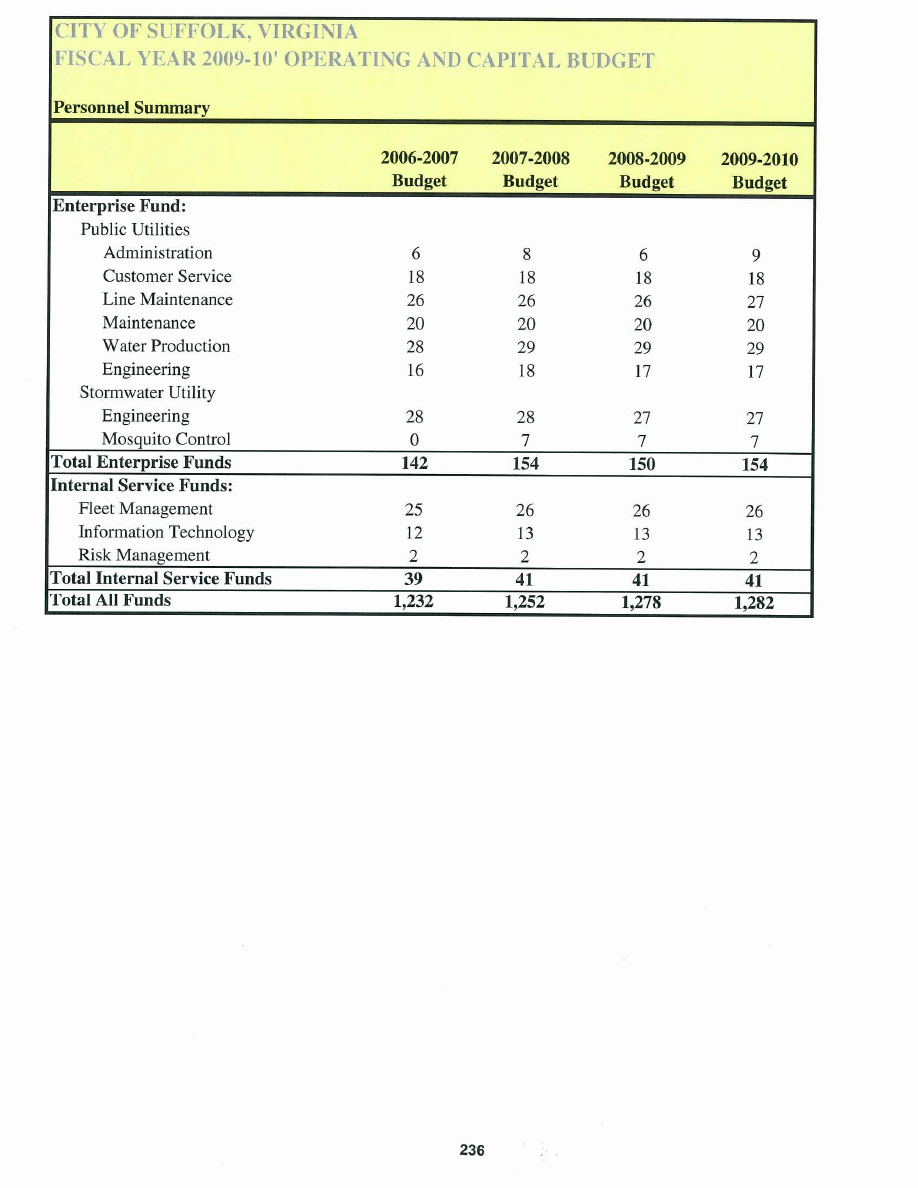 CITY OF SUFFOLK, VIRGINIA
FISCAL YEAR 2009-10' OPERATING AND CAPITAL BUDGET
Personnel Summary
2006-2007 2007-2008 2008-2009 2009-2010
Budget Budget Budget Budget
Enterprise Fund:
Public Utilities
Administration 6 8 6 9
Customer Service 18 18 18 18
Line Maintenance 26 26 26 27
Maintenance 20 20 20 20
Water Production 28 29 29 29
Engineering 16 18 17 17
Stormwater Utility
Engineering 28 28 27 27
Mosquito Control 0 7 7 7
Total Enterprise Funds 142 154 150 154
Internal Service Funds:
Fleet Management 25 26 26 26
Information Technology 12 13 13 13
Risk Management 2 2 2 2
Total Internal Service Funds 39 41 41 41
Total All Funds 1,232 1,252 1,278 1,282
236